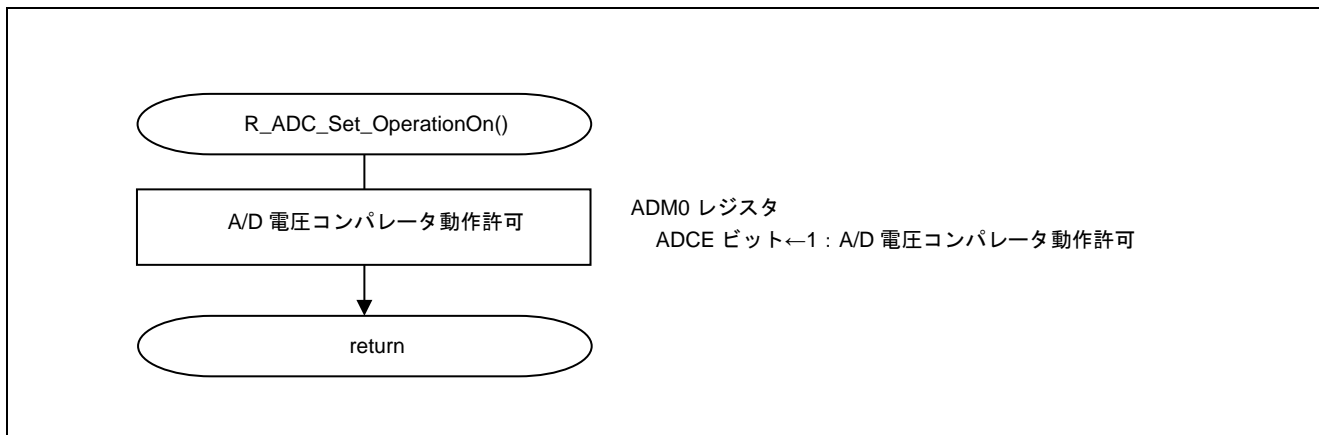 R_ADC_Set_OperationOn()
A/D 電圧コンパレータ動作許可
ADM0 レジスタ
ADCE ビット←1：A/D 電圧コンパレータ動作許可
return